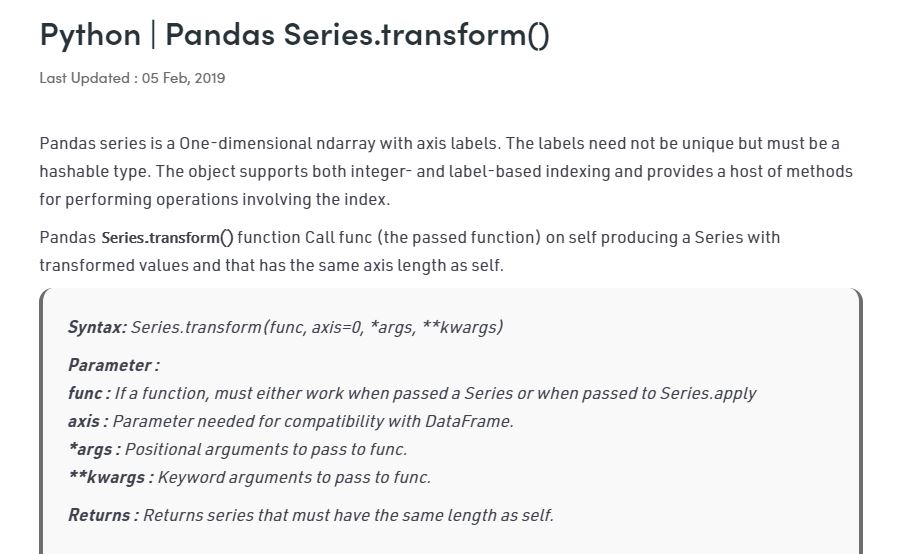 Python | Pandas Series.transform()
Last Updated : 05 Feb, 2019
Pandas series is a One-dimensional ndarray with axis labels. The labels need not be unique but must be a
hashable type. The object supports both integer- and label-based indexing and provides a host of methods
for performing operations involving the index.
Pandas Series.transform() function Call func (the passed function) on self producing a Series with
transformed values and that has the same axis length as self.
Syntax: Series.transform(func, axis=0, *args, **kwargs)
Parameter :
func : If a function, must either work when passed a Series or when passed to Series.apply
axis : Parameter needed for compatibility with DataFrame.
*args : Positional arguments to pass to func.
**kwargs : Keyword arguments to pass to func.
Returns : Returns series that must have the same length as self.